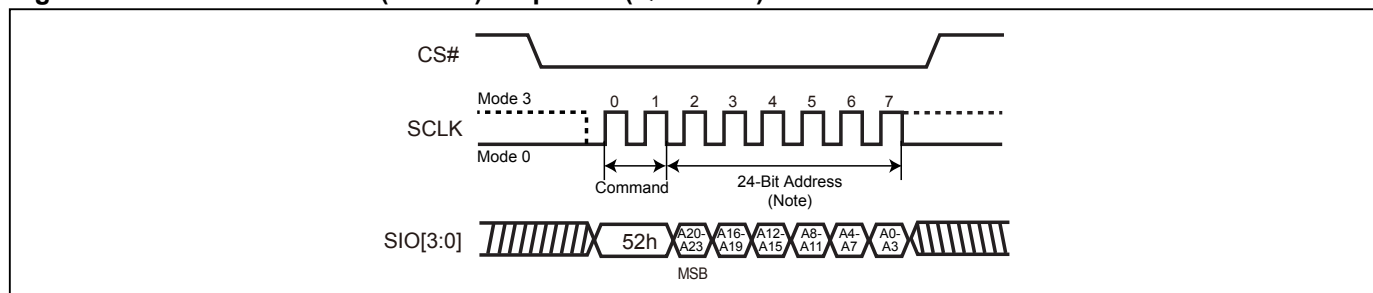 CS#
Mode 3
0 1 2 3 4 5 6 7
SCLK
Mode 0
Command
24-Bit Address
(Note)
SIO[3:0]
52h
A20-
A23
A16-
A19
A12-
A15
A8-
A11
A4-
A7
A0-
A3
MSB